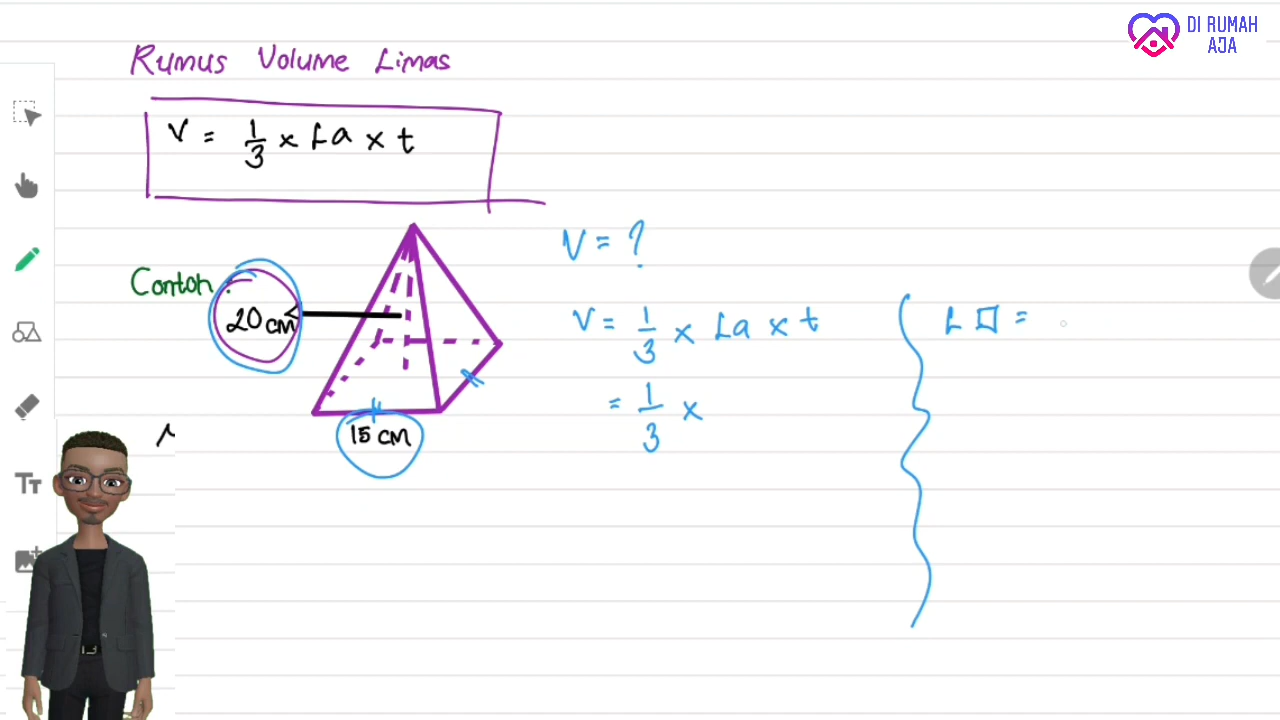 DI RUMAH
AJA
Rumus Volume Limas
V = 1/3 x La x t
V = ?
Contoh :
20 cm
V = 1/3 x La x t
L □ =
= 1/3 x
15 cm
Tт